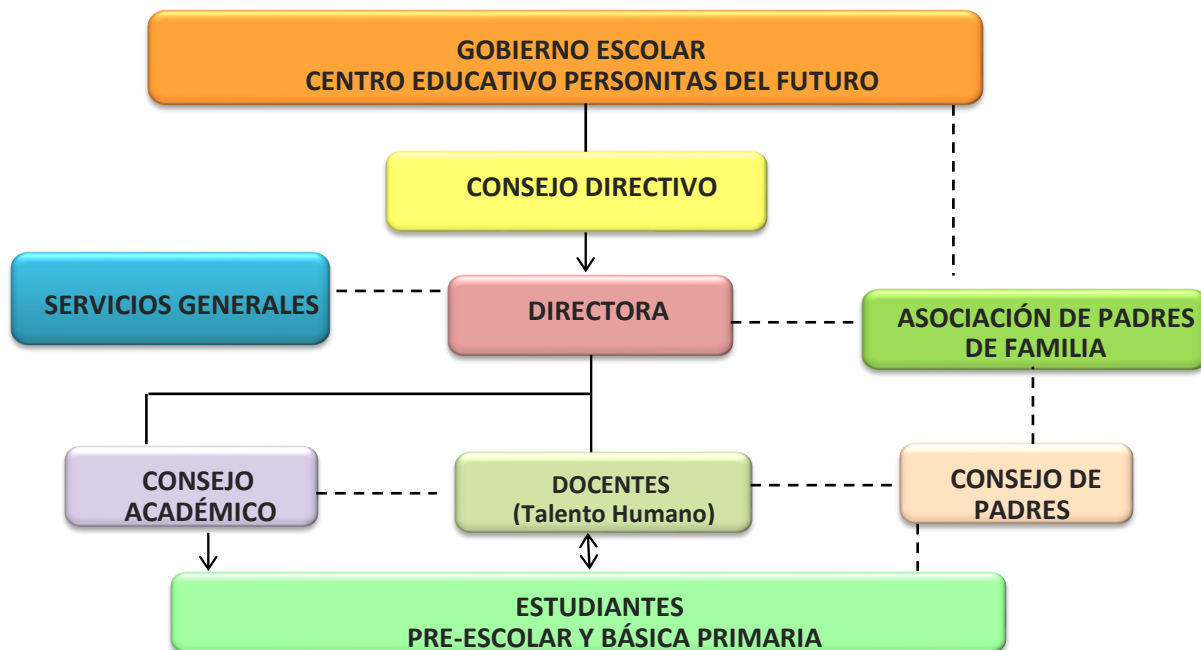 GOBIERNO ESCOLAR
CENTRO EDUCATIVO PERSONITAS DEL FUTURO
CONSEJO DIRECTIVO
SERVICIOS GENERALES
DIRECTORA
ASOCIACIÓN DE PADRES
DE FAMILIA
CONSEJO
ACADÉMICO
DOCENTES
(Talento Humano)
CONSEJO DE
PADRES
ESTUDIANTES
PRE-ESCOLAR Y BÁSICA PRIMARIA